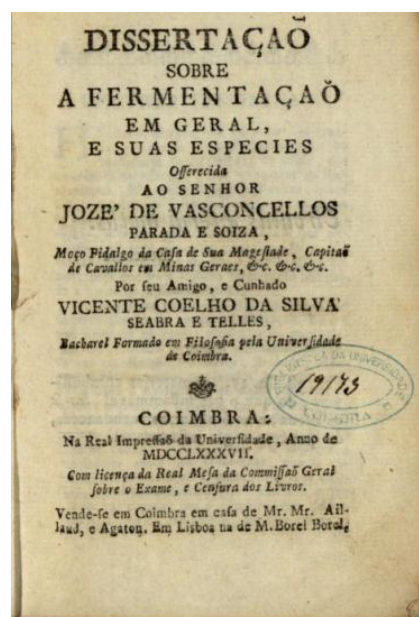 DISSERTAÇAÕ
SOBRE
A FERMENTAÇAÕ
EM GERAL,
E SUAS ESPECIES
Offerecida
AO SENHOR
JOZE' DE VASCONCELLOS
PARADA E SOIZA,
Moço Fidalgo da Caſa de Sua Mageſtade, Capitaõ
de Cavallos em Minas Geraes, &c. &c. &c.
Por ſeu Amigo, e Cunhado
VICENTE COELHO DA SILVA
SEABRA E TELLES,
Bacharel Formado em Filoſofia pela Univerſidade
de Coimbra.
19173
COIMBRA:
Na Real Impreſſaõ da Univerſidade, Anno de
MDCCLXXXVII.
Com licença da Real Meſa da Commiſſaõ Geral
ſobre o Exame, e Cenſura dos Livros.
Vende-ſe em Coimbra em caſa de Mr. Mr. Ail-
laud, e Agaton. Em Lisboa na de M. Borel Borel,